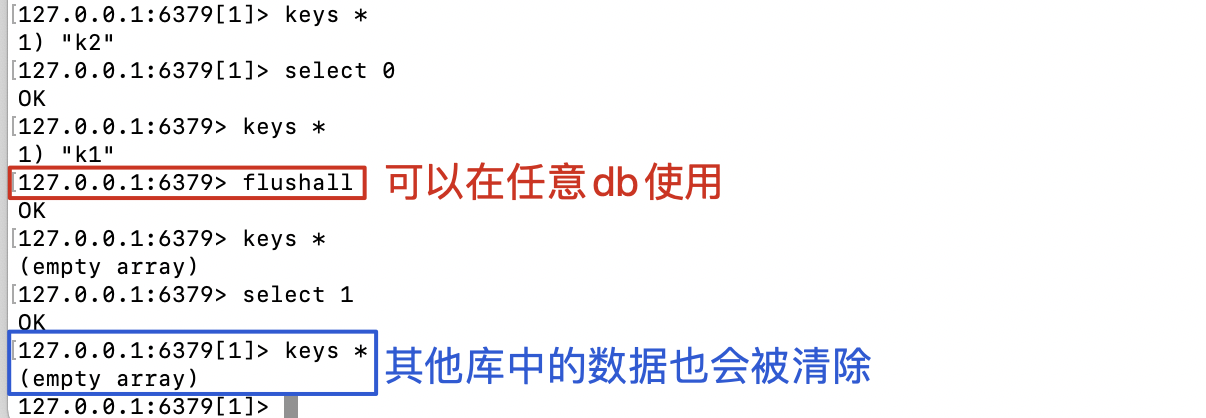 [127.0.0.1:6379[1]> keys *
1) "k2"
[127.0.0.1:6379[1]> select 0
OK
[127.0.0.1:6379> keys *
1) "k1"
[127.0.0.1:6379> flushall 可以在任意db使用
OK
[127.0.0.1:6379> keys *
(empty array)
[127.0.0.1:6379> select 1
OK
[127.0.0.1:6379[1]> keys *
(empty array) 其他库中的数据也会被清除
127.0.0.1:6379[1]>